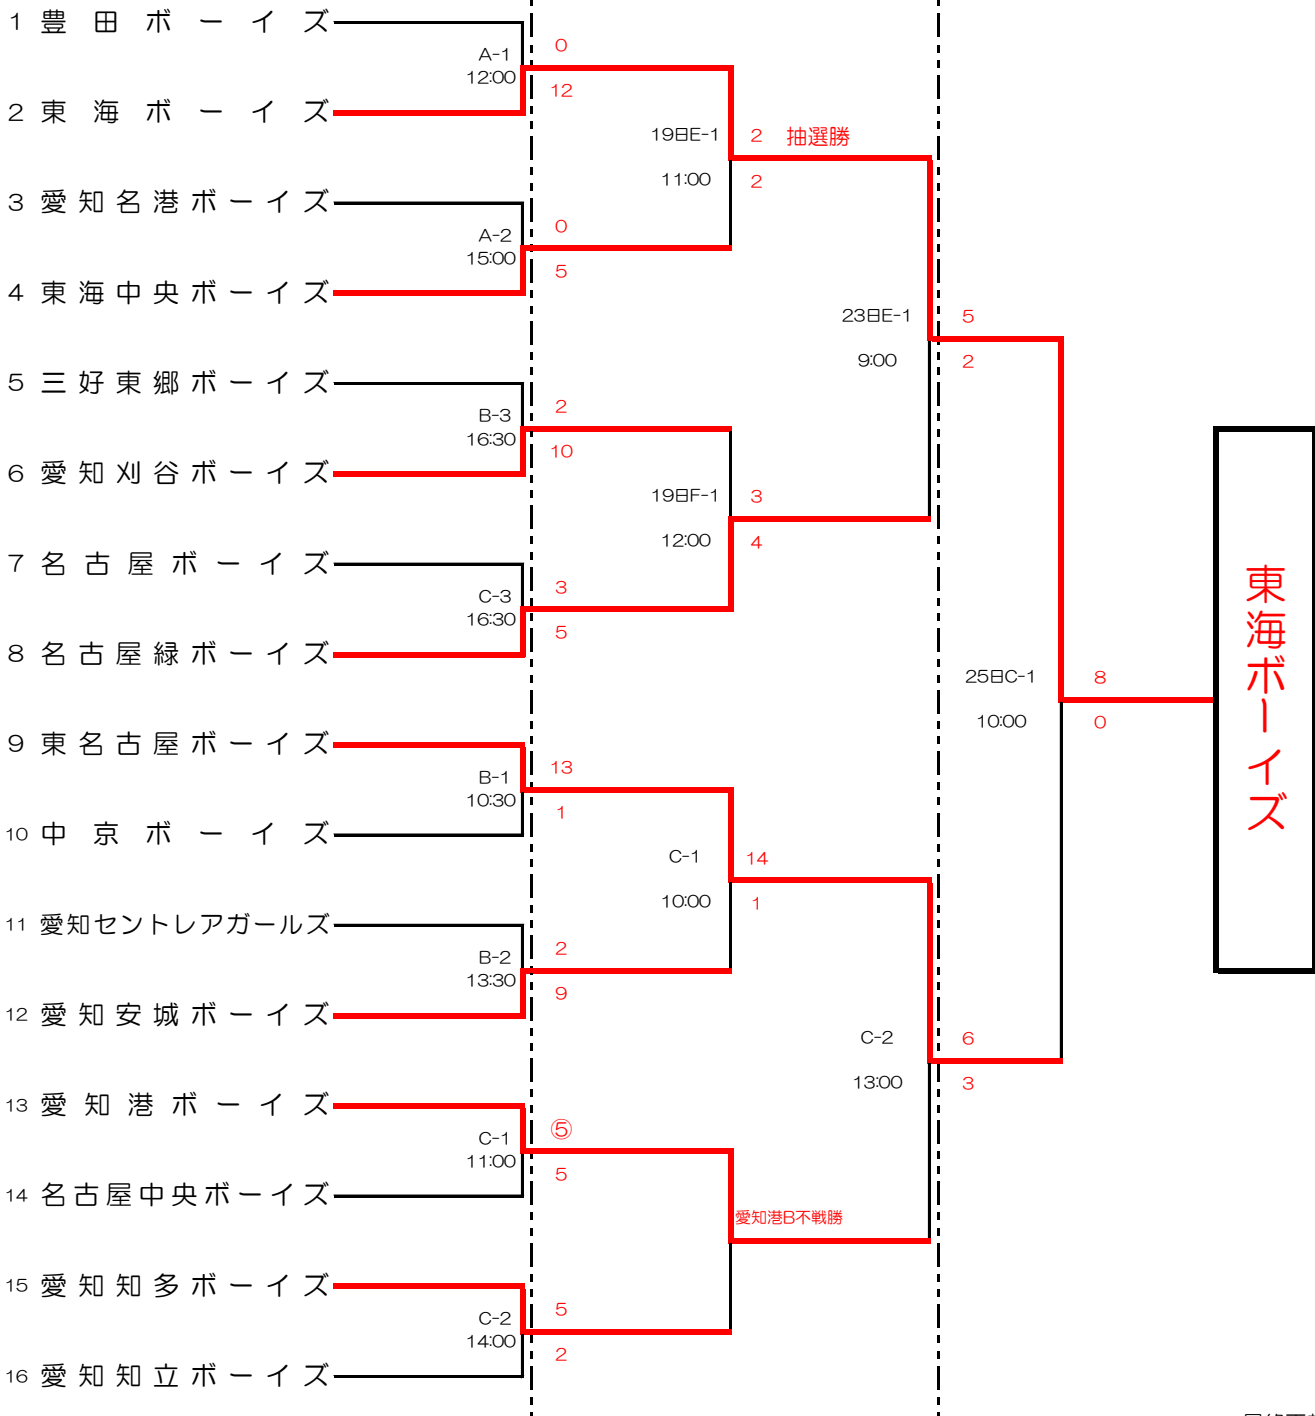 1 豊田ボーイズ
A-1
12:00
0
12
2 東海ボーイズ
19日E-1
11:00
2 抽選勝
2
3 愛知名港ボーイズ
A-2
15:00
0
5
4 東海中央ボーイズ
23日E-1
9:00
5
2
5 三好東郷ボーイズ
B-3
16:30
2
10
6 愛知刈谷ボーイズ
19日F-1
12:00
3
4
7 名古屋ボーイズ
C-3
16:30
3
5
8 名古屋緑ボーイズ
25日C-1
10:00
8
0
東海ボーイズ
9 東名古屋ボーイズ
B-1
10:30
13
1
10 中京ボーイズ
C-1
10:00
14
1
11 愛知セントレアガールズ
B-2
13:30
2
9
12 愛知安城ボーイズ
C-2
13:00
6
3
13 愛知港ボーイズ
C-1
11:00
⑤
5
14 名古屋中央ボーイズ
愛知港B不戦勝
15 愛知知多ボーイズ
C-2
14:00
5
2
16 愛知知立ボーイズ